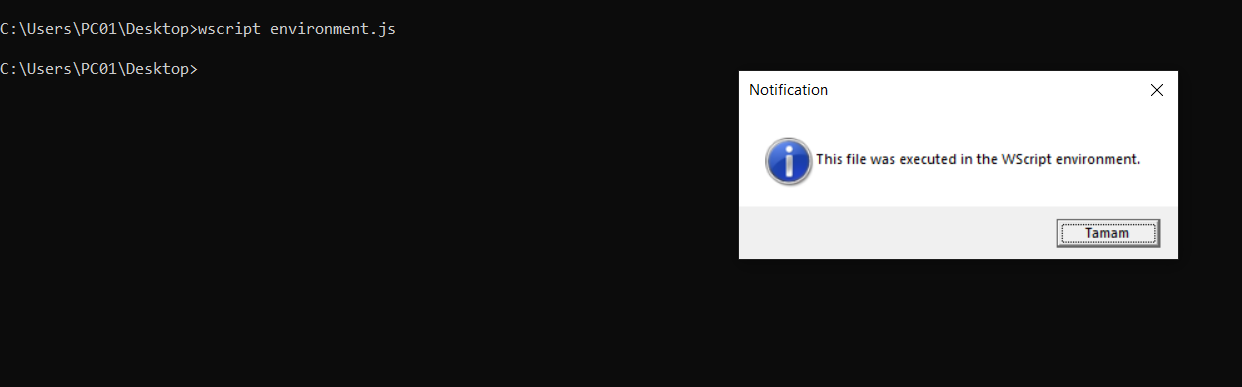 C:\Users\PC01\Desktop>wscript environment.js
C:\Users\PC01\Desktop>
Notification
This file was executed in the WScript environment.
Tamam